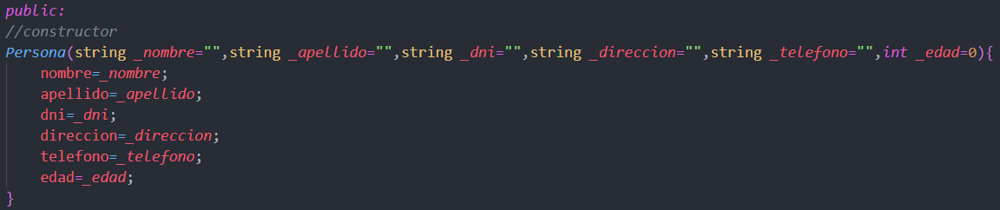 public:
//constructor
Persona(string _nombre="",string _apellido="",string _dni="",string _direccion="",string _telefono="",int _edad=0){
    nombre=_nombre;
    apellido=_apellido;
    dni=_dni;
    direccion=_direccion;
    telefono=_telefono;
    edad=_edad;
}